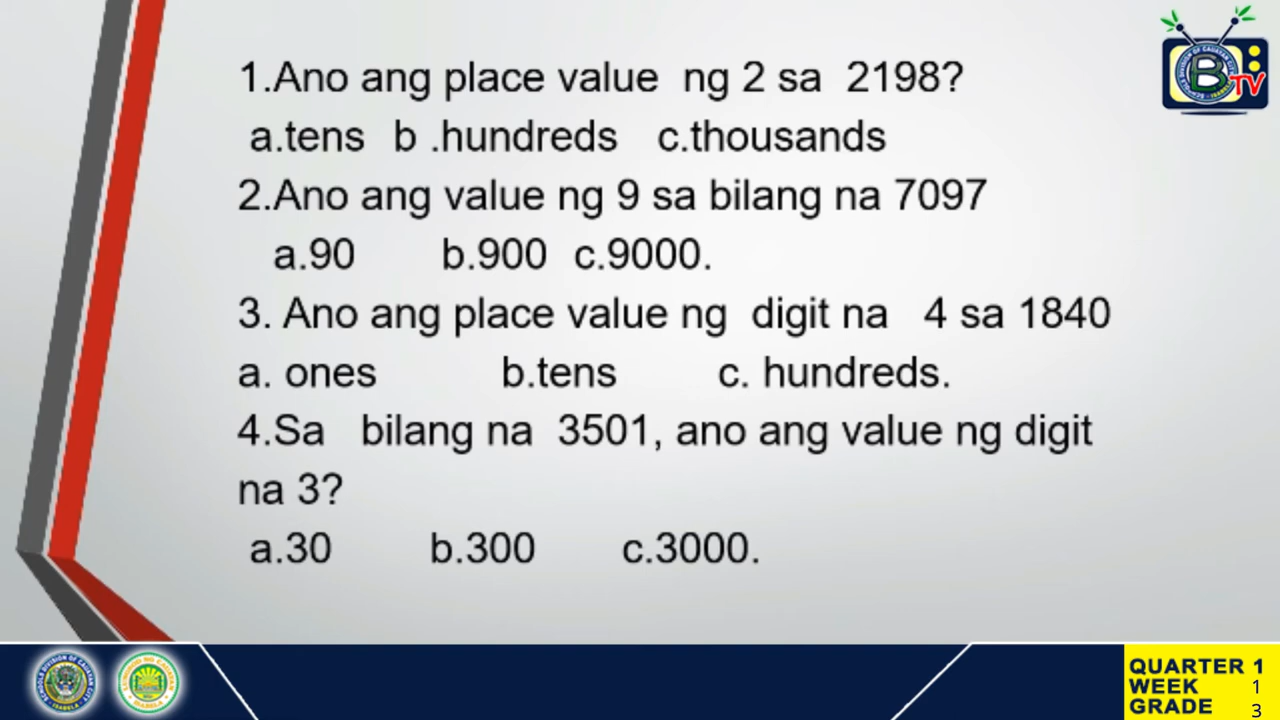 1.Ano ang place value ng 2 sa 2198?
a.tens b .hundreds c.thousands
2.Ano ang value ng 9 sa bilang na 7097
a.90 b.900 c.9000.
3. Ano ang place value ng digit na 4 sa 1840
a. ones b.tens c. hundreds.
4.Sa bilang na 3501, ano ang value ng digit
na 3?
a.30 b.300 c.3000.
B TV
QUARTER 1
WEEK 1
GRADE 3